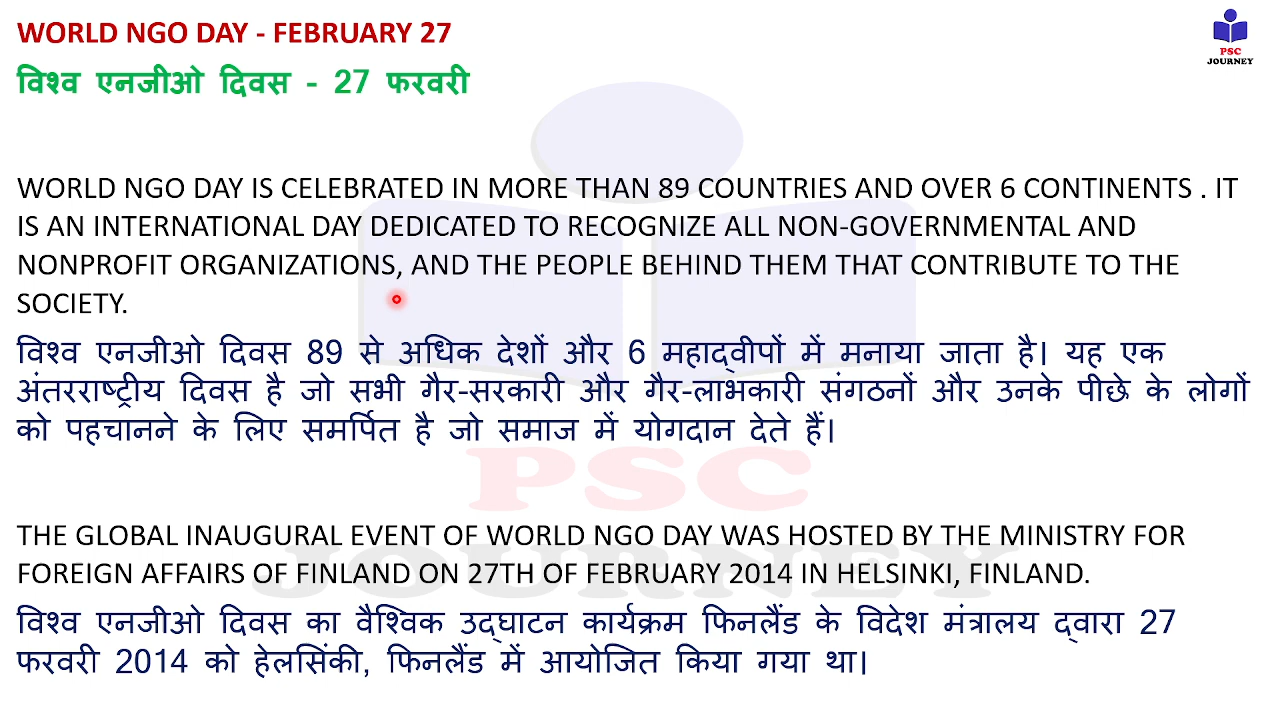 WORLD NGO DAY - FEBRUARY 27
विश्व एनजीओ दिवस - 27 फरवरी
PSC
JOURNEY
WORLD NGO DAY IS CELEBRATED IN MORE THAN 89 COUNTRIES AND OVER 6 CONTINENTS . IT
IS AN INTERNATIONAL DAY DEDICATED TO RECOGNIZE ALL NON-GOVERNMENTAL AND
NONPROFIT ORGANIZATIONS, AND THE PEOPLE BEHIND THEM THAT CONTRIBUTE TO THE
SOCIETY.
विश्व एनजीओ दिवस 89 से अधिक देशों और 6 महाद्वीपों में मनाया जाता है। यह एक
अंतरराष्ट्रीय दिवस है जो सभी गैर-सरकारी और गैर-लाभकारी संगठनों और उनके पीछे के लोगों
को पहचानने के लिए समर्पित है जो समाज में योगदान देते हैं।
PSC
JOURNEY
THE GLOBAL INAUGURAL EVENT OF WORLD NGO DAY WAS HOSTED BY THE MINISTRY FOR
FOREIGN AFFAIRS OF FINLAND ON 27TH OF FEBRUARY 2014 IN HELSINKI, FINLAND.
विश्व एनजीओ दिवस का वैश्विक उद्घाटन कार्यक्रम फिनलैंड के विदेश मंत्रालय द्वारा 27
फरवरी 2014 को हेलसिंकी, फिनलैंड में आयोजित किया गया था।